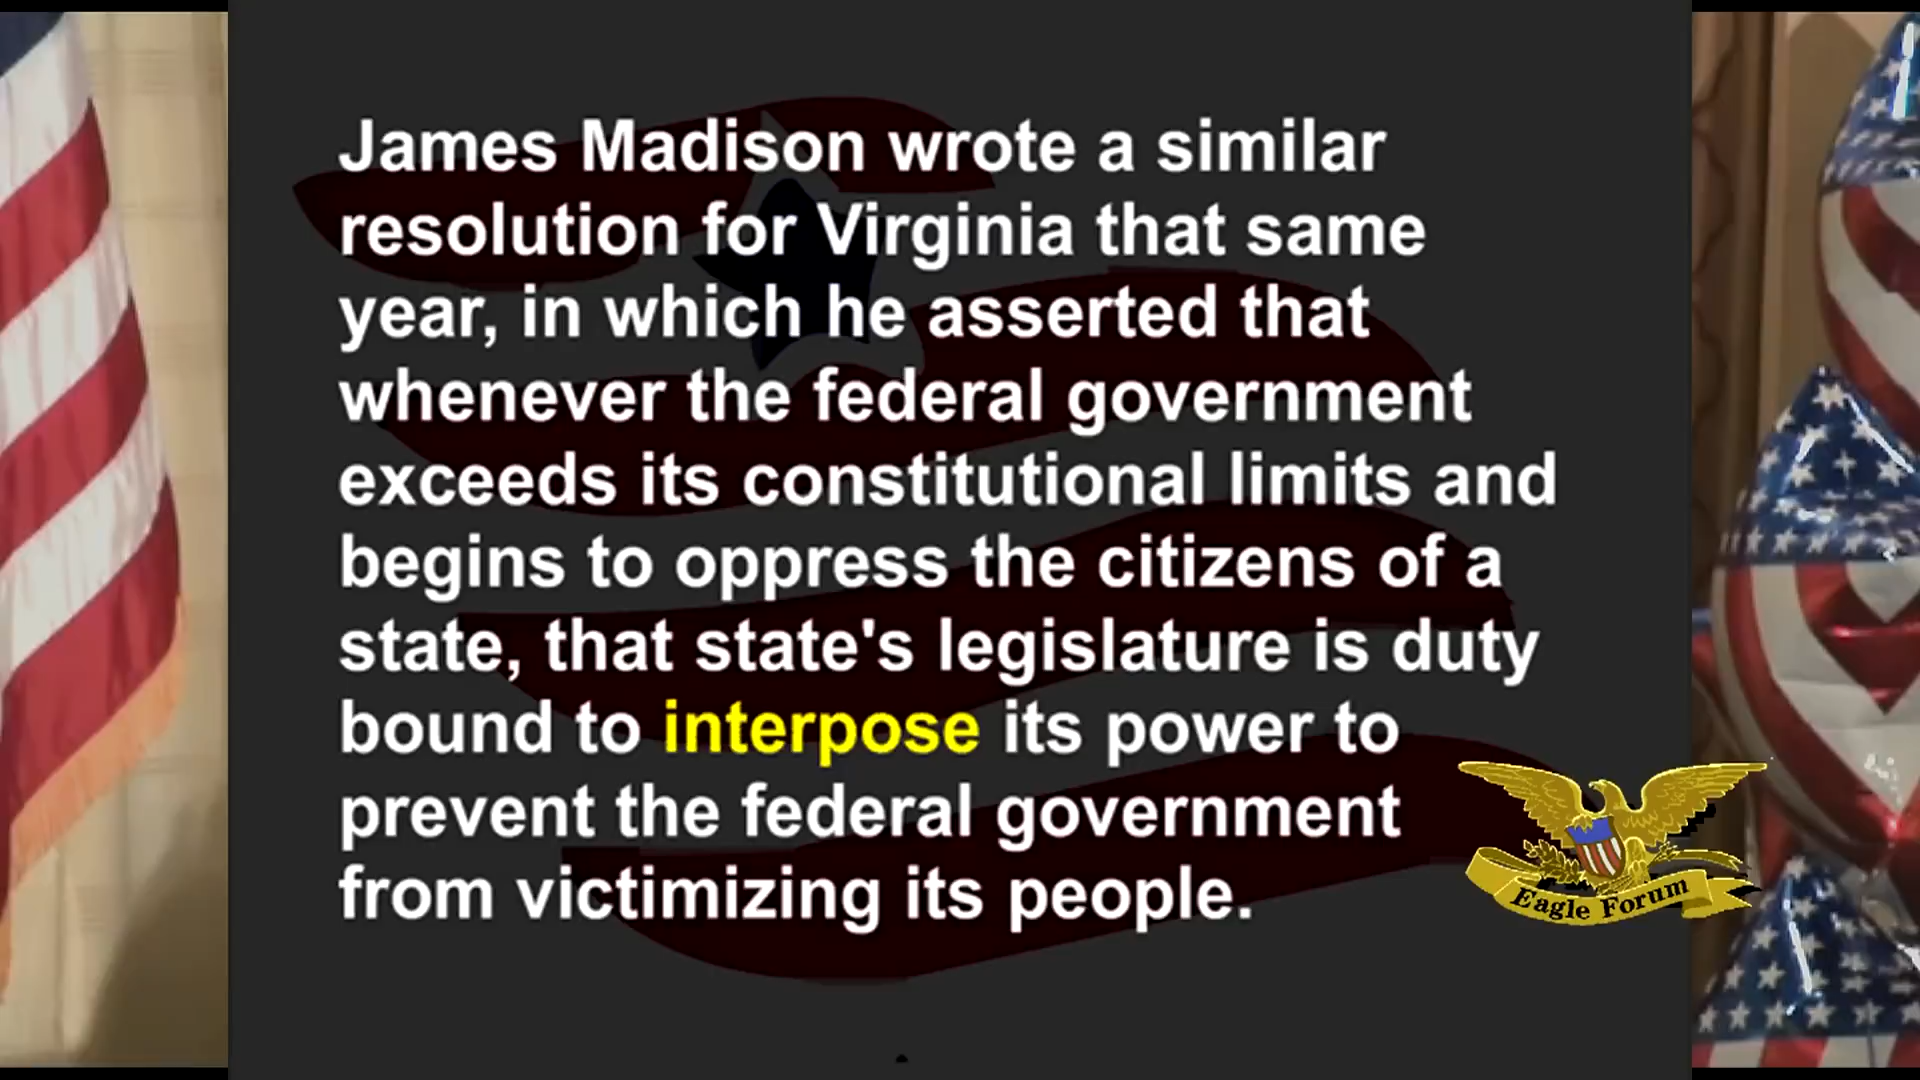 James Madison wrote a similar
resolution for Virginia that same
year, in which he asserted that
whenever the federal government
exceeds its constitutional limits and
begins to oppress the citizens of a
state, that state's legislature is duty
bound to interpose its power to
prevent the federal government
from victimizing its people.
Eagle Forum